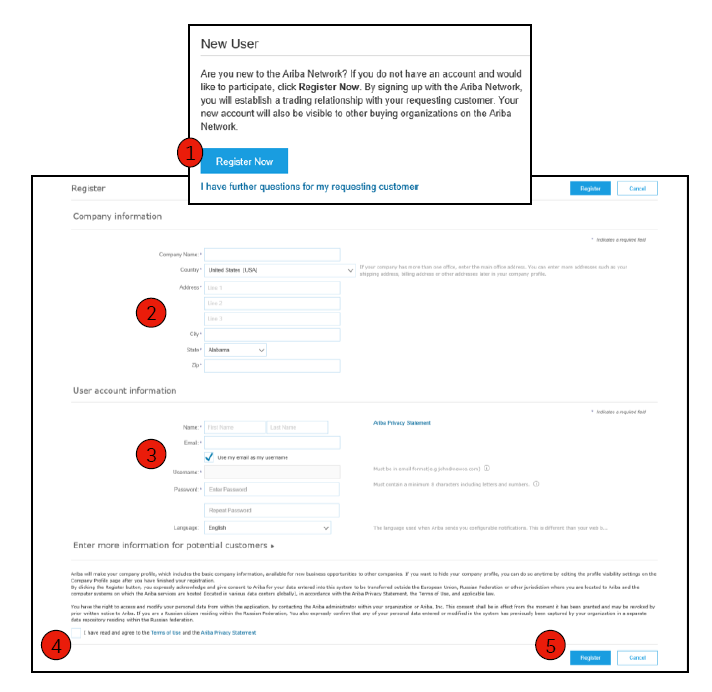 New User
Are you new to the Ariba Network? If you do not have an account and would
like to participate, click Register Now. By signing up with the Ariba Network,
you will establish a trading relationship with your requesting customer. Your
new account will also be visible to other buying organizations on the Ariba
Network.
1
Register Now
I have further questions for my requesting customer
Register
Register Cancel
Company information
* Indicates a required field
Company Name:*
Country:* United States (USA) If your company has more than one office, enter the main office address. You can enter more addresses such as your
shipping address, billing address or other addresses later in your company profile.
Address:* Line 1
Line 2
2
Line 3
City:*
State:* Alabama
Zip:*
User account information
* Indicates a required field
Name:* First Name Last Name Ariba Privacy Statement
Email:*
3
Use my email as my username
Username:* Must be in email format(e.g john@newco.com)
Password:* Enter Password Must contain a minimum 8 characters including letters and numbers.
Repeat Password
Language: English The language used when Ariba sends you configurable notifications. This is different than your web b...
Enter more information for potential customers
Ariba will make your company profile, which includes the basic company information, available for new business opportunities to other companies. If you want to hide your company profile, you can do so anytime by editing the profile visibility settings on the
Company Profile page after you have finished your registration.
By clicking the Register button, you expressly acknowledge and give consent to Ariba for your data entered into this system to be transferred outside the European Union, Russian Federation or other jurisdiction where you are located to Ariba and the
computer systems on which the Ariba services are hosted (located in various data centers globally), in accordance with the Ariba Privacy Statement, the Terms of Use, and applicable law.
You have the right to access and modify your personal data from within the application, by contacting the Ariba administrator within your organization or Ariba, Inc. This consent shall be in effect from the moment it has been granted and may be revoked by
prior written notice to Ariba. If you are a Russian citizen residing within the Russian Federation, You also expressly confirm that any of your personal data entered or modified in the system has previously been captured by your organization in a separate
data repository residing within the Russian federation.
I have read and agree to the Terms of Use and the Ariba Privacy Statement
4
5
Register Cancel